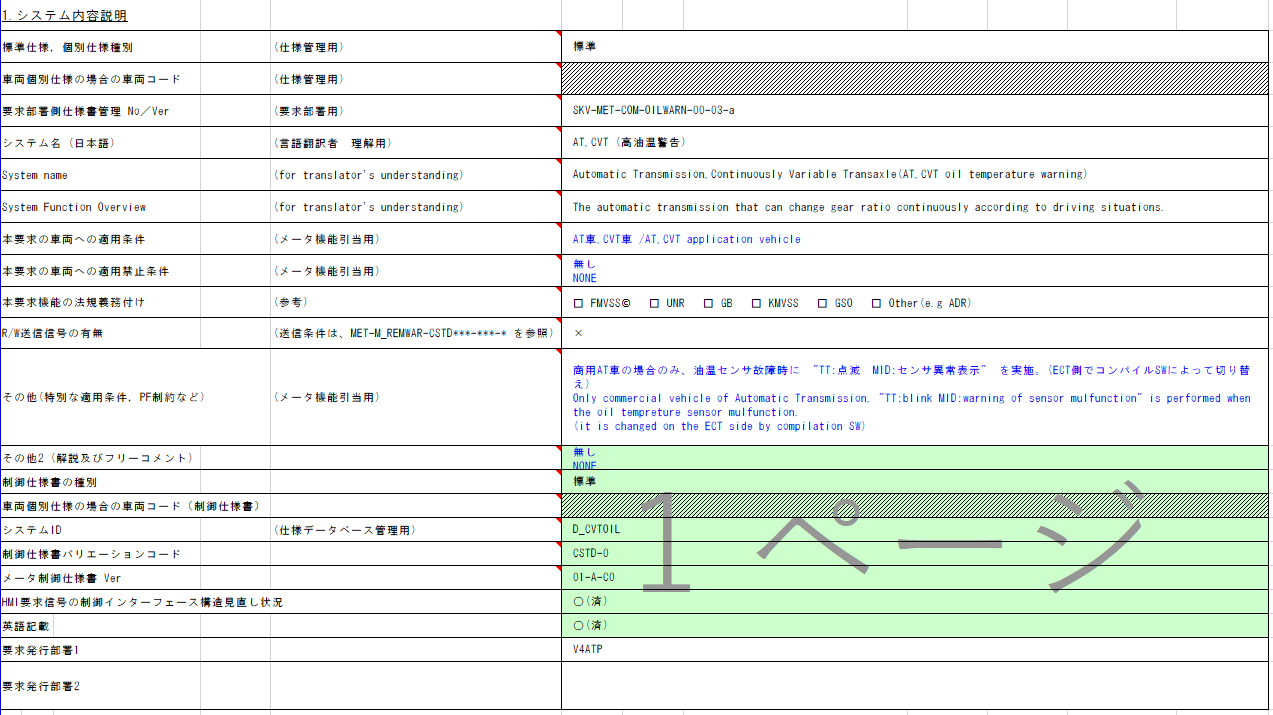 1.システム内容説明
標準仕様，個別仕様種別 (仕様管理用) 標準
車両個別仕様の場合の車両コード (仕様管理用)
要求部署側仕様書管理 No／Ver (要求部署用) SKV-MET-COM-OILWARN-00-03-a
システム名（日本語） (言語翻訳者　理解用) AT,CVT（高油温警告）
System name (for translator's understanding) Automatic Transmission,Continuously Variable Transaxle(AT,CVT oil temperature warning)
System Function Overview (for translator's understanding) The automatic transmission that can change gear ratio continuously according to driving situations.
本要求の車両への適用条件 (メータ機能引当用) AT車,CVT車 /AT,CVT application vehicle
本要求の車両への適用禁止条件 (メータ機能引当用) 無し
NONE
本要求機能の法規義務付け (参考) □ FMVSS© □ UNR □ GB □ KMVSS □ GSO □ Other(e.g ADR)
R/W送信信号の有無 (送信条件は、MET-M_REMWAR-CSTD***-***-* を参照) ×
その他(特別な適用条件，PF制約など) (メータ機能引当用) 商用AT車の場合のみ、油温センサ故障時に　"TT:点滅　MID:センサ異常表示"　を実施。(ECT側でコンパイルSWによって切り替
え)
Only commercial vehicle of Automatic Transmission, "TT:blink MID:warning of sensor mulfunction" is performed when
the oil tempreture sensor mulfunction.
(it is changed on the ECT side by compilation SW)
その他2（解説及びフリーコメント） 無し
NONE
制御仕様書の種別 標準
車両個別仕様の場合の車両コード（制御仕様書）
システムID (仕様データベース管理用) D_CVTOIL
制御仕様書バリエーションコード CSTD-0
メータ制御仕様書 Ver 01-A-C0
HMI要求信号の制御インターフェース構造見直し状況 ○(済)
英語記載 ○(済)
要求発行部署1 V4ATP
要求発行部署2
1 ページ